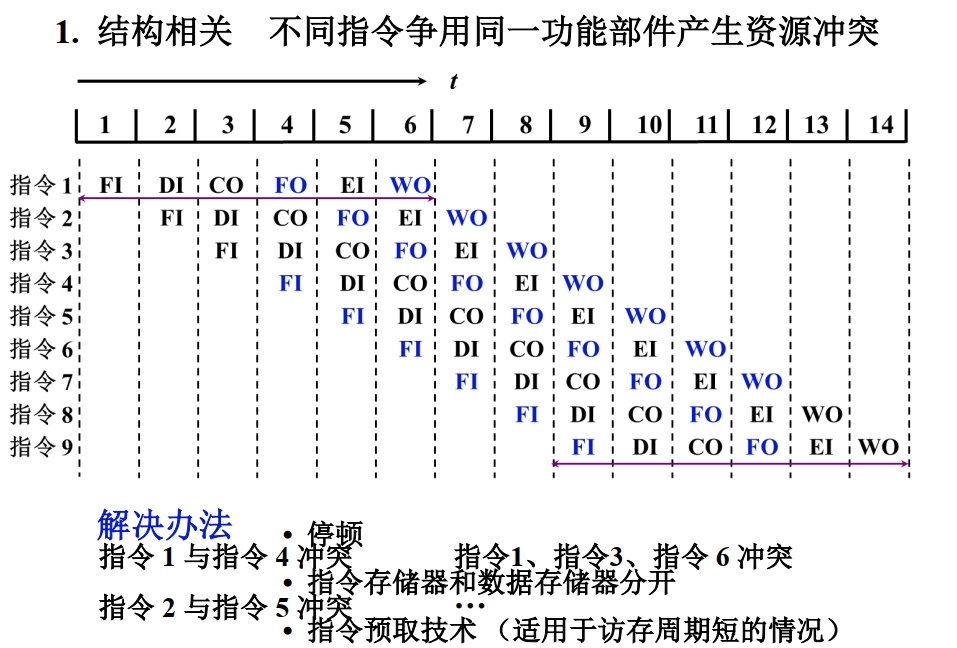 1. 结构相关 不同指令争用同一功能部件产生资源冲突
t
1 2 3 4 5 6 7 8 9 10 11 12 13 14
指令 1 FI DI CO FO EI WO
指令 2 FI DI CO FO EI WO
指令 3 FI DI CO FO EI WO
指令 4 FI DI CO FO EI WO
指令 5 FI DI CO FO EI WO
指令 6 FI DI CO FO EI WO
指令 7 FI DI CO FO EI WO
指令 8 FI DI CO FO EI WO
指令 9 FI DI CO FO EI WO
解决办法
• 停顿
指令 1 与指令 4 冲突 指令1、指令3、指令 6 冲突
• 指令存储器和数据存储器分开
指令 2 与指令 5 冲突 …
• 指令预取技术 （适用于访存周期短的情况）